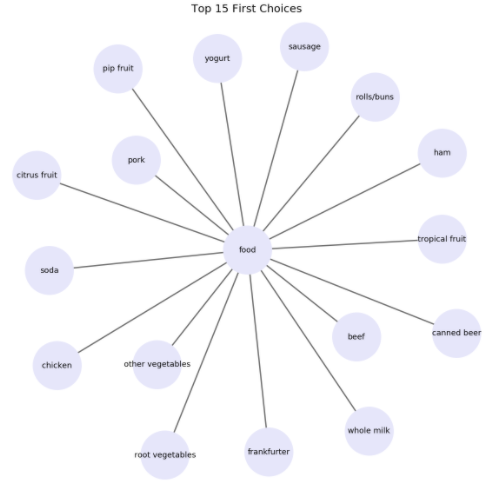 Top 15 First Choices
sausage
yogurt
pip fruit
rolls/buns
ham
pork
citrus fruit
tropical fruit
food
soda
canned beer
beef
other vegetables
chicken
whole milk
frankfurter
root vegetables